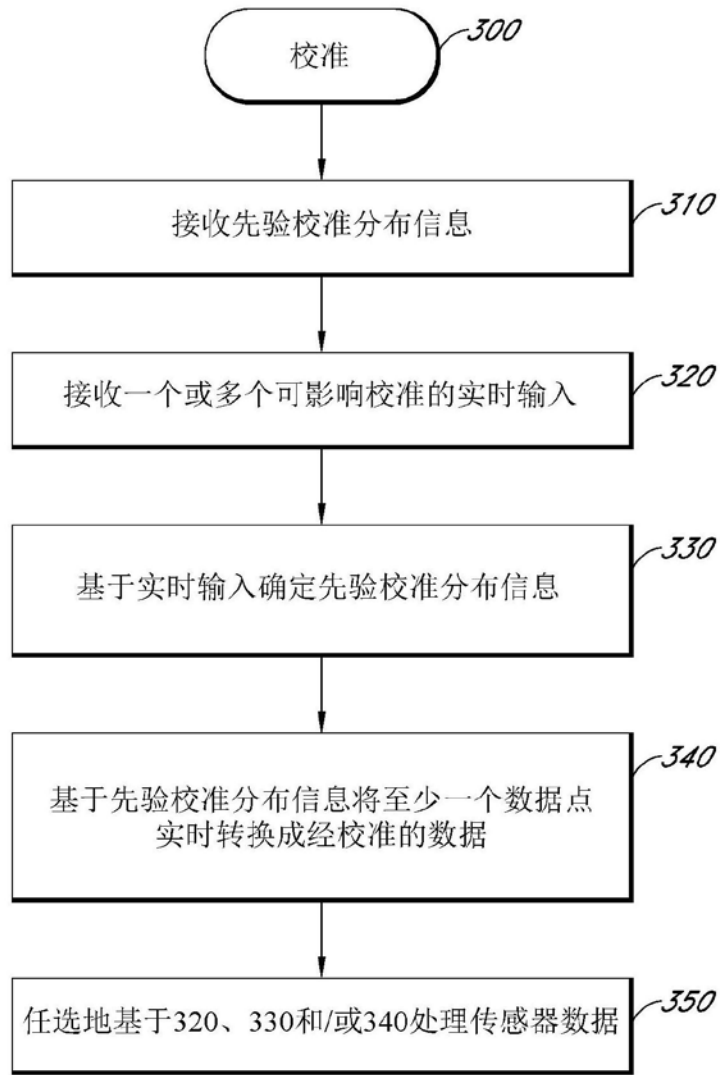 校准
300
接收先验校准分布信息
310
接收一个或多个可影响校准的实时输入
320
基于实时输入确定先验校准分布信息
330
基于先验校准分布信息将至少一个数据点
实时转换成经校准的数据
340
任选地基于320、330和/或340处理传感器数据
350